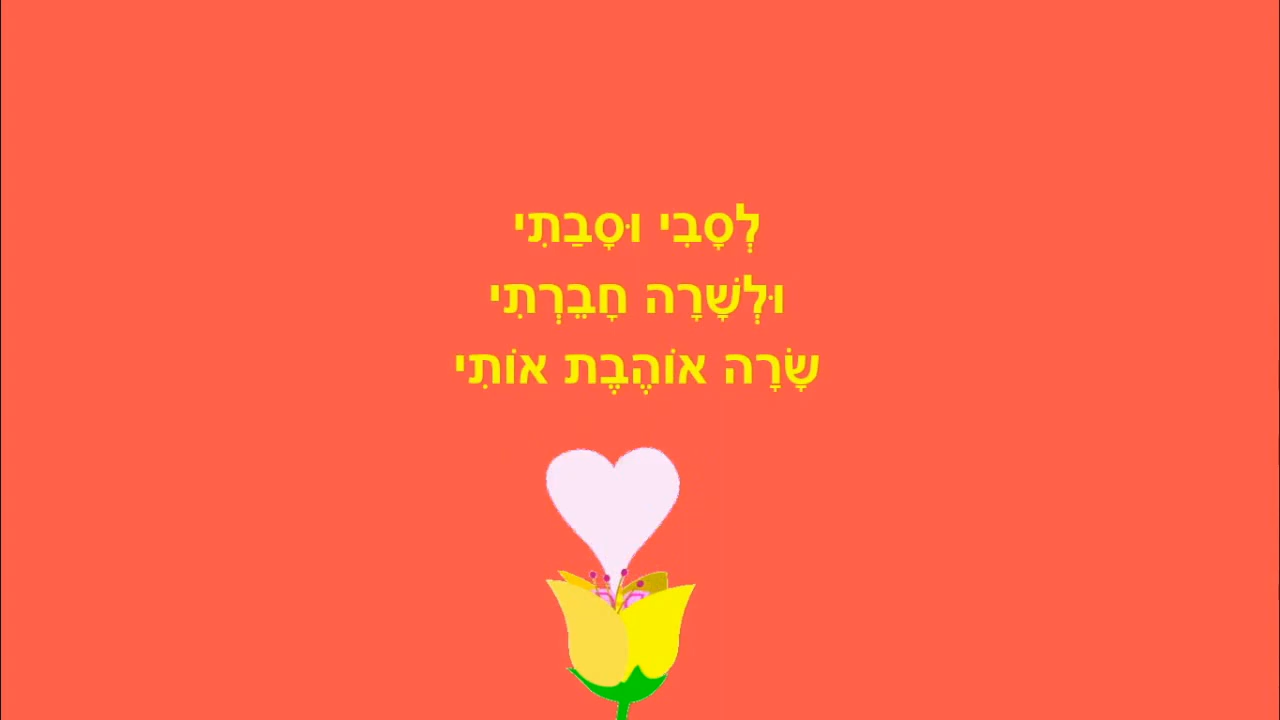 לְסָבִי וּסָבַתִי
וּלְשָׁרָה חֲבֵרְתִי
שָׂרָה אוֹהֶבֶת אוֹתִי